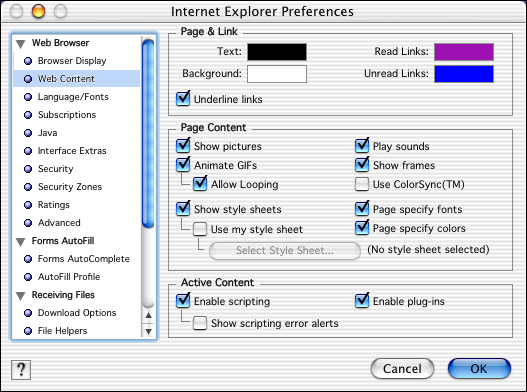 Internet Explorer Preferences
Web Browser
Browser Display
Web Content
Language/Fonts
Subscriptions
Java
Interface Extras
Security
Security Zones
Ratings
Advanced
Forms AutoFill
Forms AutoComplete
AutoFill Profile
Receiving Files
Download Options
File Helpers
Page & Link
Text: Read Links:
Background: Unread Links:
Underline links
Page Content
Show pictures Play sounds
Animate GIFs Show frames
Allow Looping Use ColorSync(TM)
Show style sheets Page specify fonts
Use my style sheet Page specify colors
Select Style Sheet... (No style sheet selected)
Active Content
Enable scripting Enable plug-ins
Show scripting error alerts
? Cancel OK